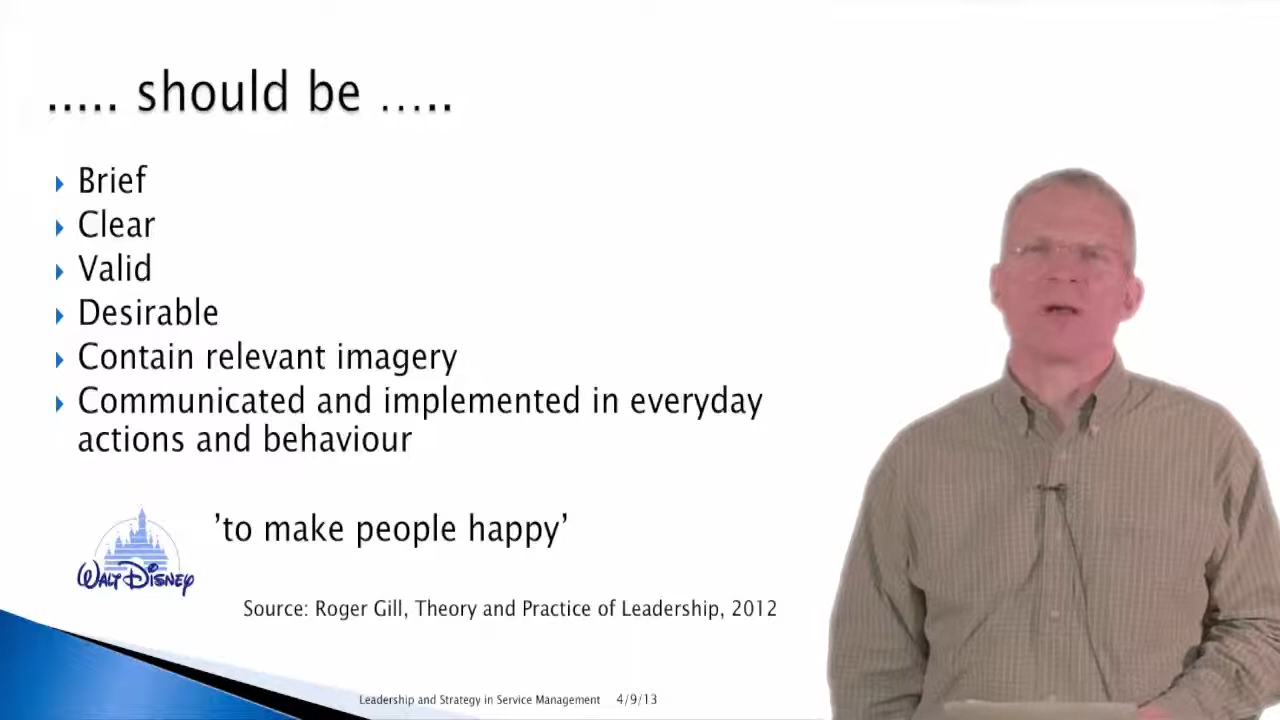 ..... should be .....
Brief
Clear
Valid
Desirable
Contain relevant imagery
Communicated and implemented in everyday
actions and behaviour
’to make people happy’
WALT DISNEY
Source: Roger Gill, Theory and Practice of Leadership, 2012
Leadership and Strategy in Service Management 4/9/13